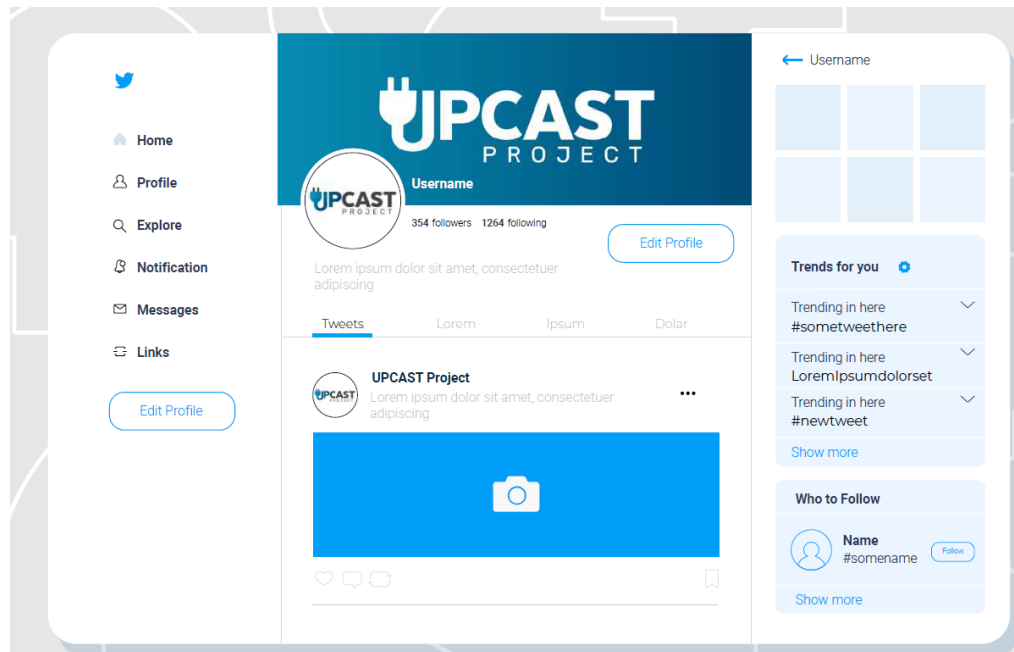 Home
Profile
Explore
Notification
Messages
Links
Edit Profile
UPCAST
PROJECT
UPCAST
PROJECT
Username
354 followers 1264 following
Edit Profile
Lorem ipsum dolor sit amet, consectetuer
adipiscing
Tweets Lorem Ipsum Dolar
UPCAST
PROJECT
UPCAST Project
Lorem ipsum dolor sit amet, consectetuer
adipiscing
Username
Trends for you
Trending in here
#sometweethere
Trending in here
LoremIpsumdolorset
Trending in here
#newtweet
Show more
Who to Follow
Name
#somename
Follow
Show more